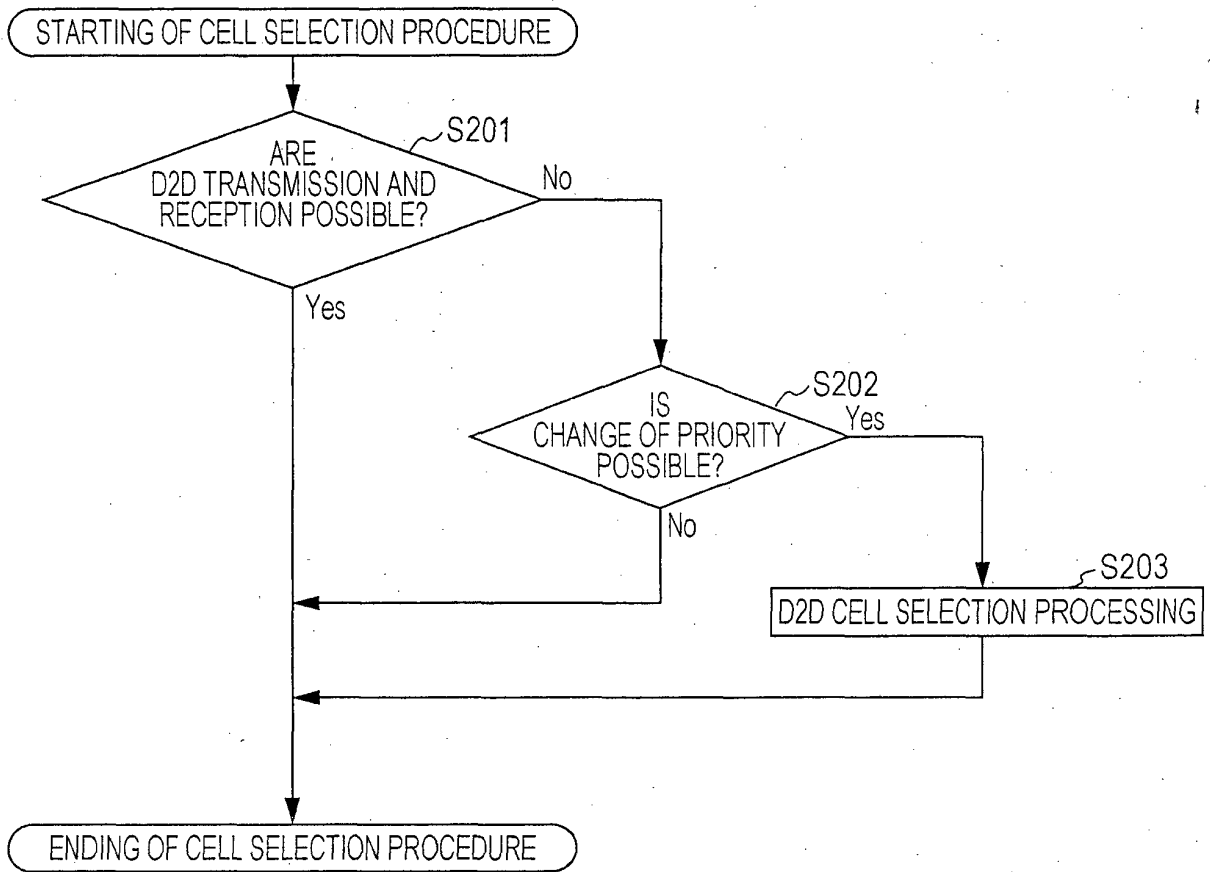 STARTING OF CELL SELECTION PROCEDURE
S201
ARE
D2D TRANSMISSION AND
RECEPTION POSSIBLE?
No
Yes
S202
IS
CHANGE OF PRIORITY
POSSIBLE?
Yes
No
S203
D2D CELL SELECTION PROCESSING
ENDING OF CELL SELECTION PROCEDURE